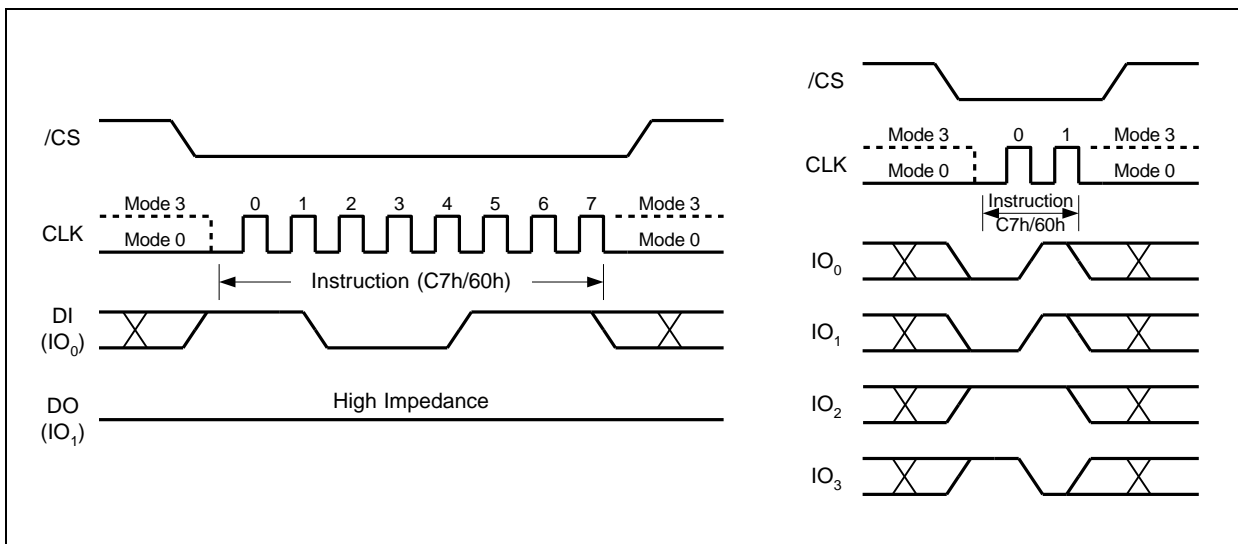 /CS
Mode 3 0 1 2 3 4 5 6 7 Mode 3
CLK
Mode 0 Mode 0
Instruction (C7h/60h)
DI
(IO0)
High Impedance
DO
(IO1)
/CS
Mode 3 0 1 Mode 3
CLK
Mode 0 Mode 0
Instruction
C7h/60h
IO0
IO1
IO2
IO3